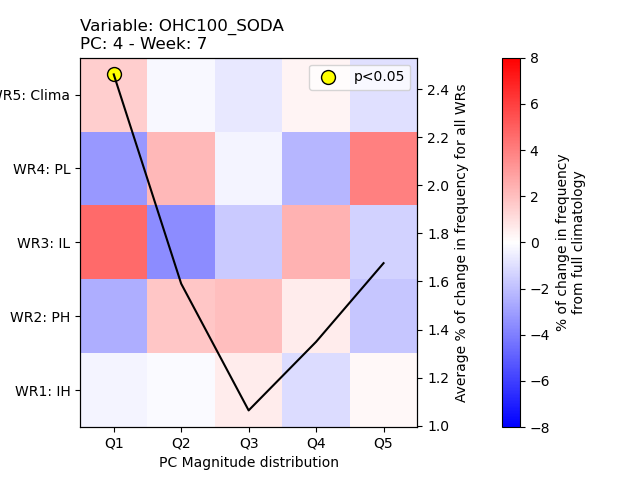 Variable: OHC100_SODA
PC: 4 - Week: 7
p<0.05
WR5: Clima
WR4: PL
WR3: IL
WR2: PH
WR1: IH
Q1 Q2 Q3 Q4 Q5
PC Magnitude distribution
2.4
2.2
2.0
1.8
1.6
1.4
1.2
1.0
Average % of change in frequency for all WRs
8
6
4
2
0
−2
−4
−6
−8
% of change in frequency
from full climatology